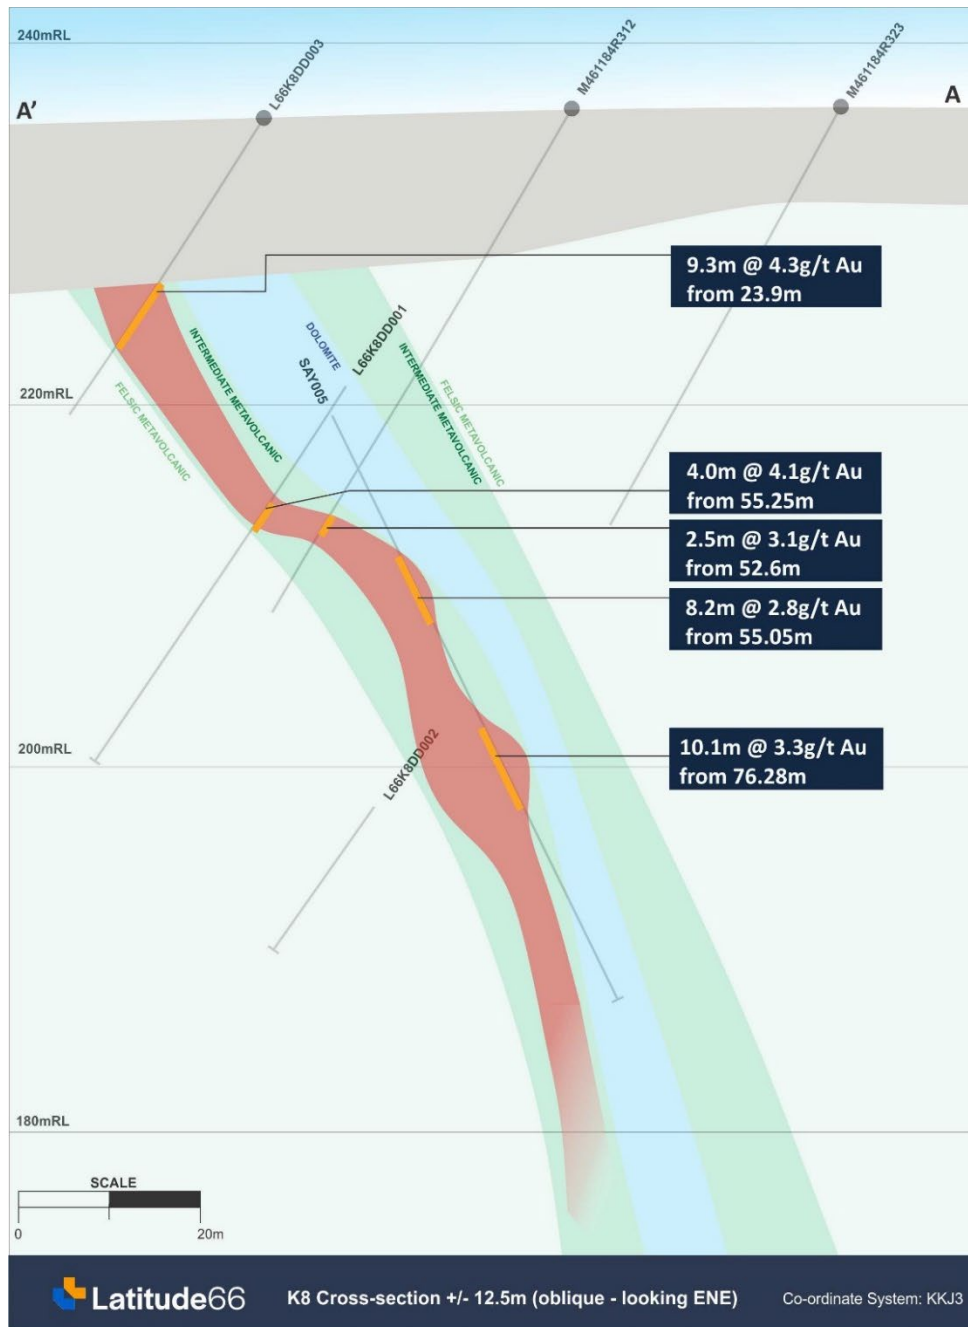 240mRL
L66K8DD003
M461184R312
M461184R323
A'
A
9.3m @ 4.3g/t Au
from 23.9m
DOLOMITE
L66K8DD001
SAY005
INTERMEDIATE METAVOLCANIC
FELSIC METAVOLCANIC
FELSIC METAVOLCANIC
INTERMEDIATE METAVOLCANIC
220mRL
4.0m @ 4.1g/t Au
from 55.25m
2.5m @ 3.1g/t Au
from 52.6m
8.2m @ 2.8g/t Au
from 55.05m
10.1m @ 3.3g/t Au
from 76.28m
200mRL
L66K8DD002
180mRL
SCALE
0 20m
Latitude66 K8 Cross-section +/- 12.5m (oblique - looking ENE) Co-ordinate System: KKJ3